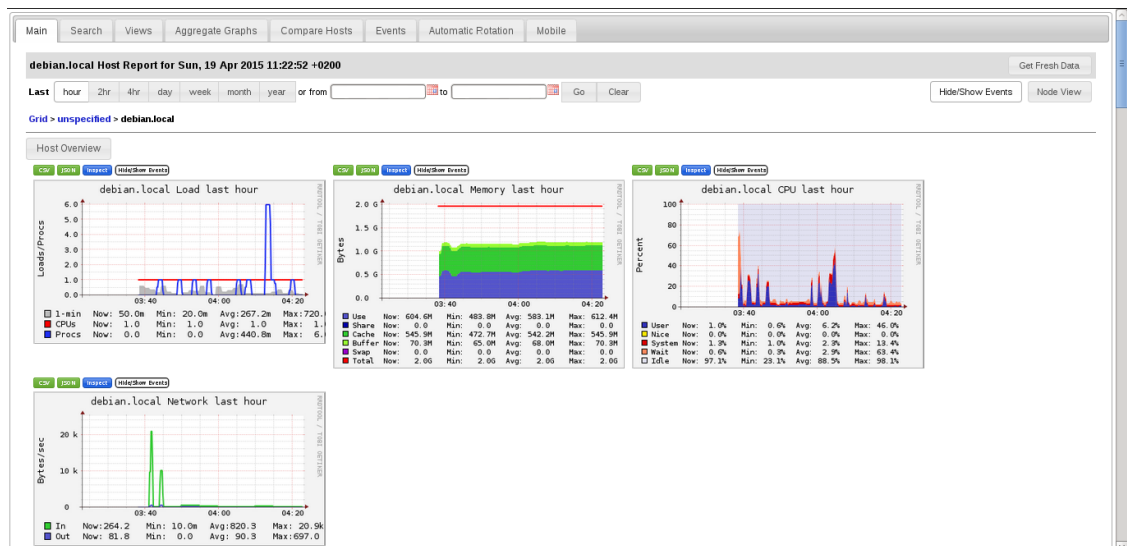 Main Search Views Aggregate Graphs Compare Hosts Events Automatic Rotation Mobile
debian.local Host Report for Sun, 19 Apr 2015 11:22:52 +0200
Get Fresh Data
Last hour 2hr 4hr day week month year or from to Go Clear
Hide/Show Events Node View
Grid > unspecified > debian.local
Host Overview
CSV JSON Inspect Hide/Show Events
debian.local Load last hour
RRDTOOL / TOBI OETIKER
Loads/Procs
6.0
5.0
4.0
3.0
2.0
1.0
0.0
03:40 04:00 04:20
1-min Now: 50.0m Min: 20.0m Avg:267.2m Max:720.
CPUs Now: 1.0 Min: 1.0 Avg: 1.0 Max: 1.
Procs Now: 0.0 Min: 0.0 Avg:440.8m Max: 6.
CSV JSON Inspect Hide/Show Events
debian.local Memory last hour
RRDTOOL / TOBI OETIKER
Bytes
2.0 G
1.5 G
1.0 G
0.5 G
0.0
03:40 04:00 04:20
Use Now: 604.6M Min: 483.8M Avg: 583.1M Max: 612.4M
Share Now: 0.0 Min: 0.0 Avg: 0.0 Max: 0.0
Cache Now: 545.9M Min: 472.7M Avg: 542.2M Max: 545.9M
Buffer Now: 70.3M Min: 65.0M Avg: 68.0M Max: 70.3M
Swap Now: 0.0 Min: 0.0 Avg: 0.0 Max: 0.0
Total Now: 2.0G Min: 2.0G Avg: 2.0G Max: 2.0G
CSV JSON Inspect Hide/Show Events
debian.local CPU last hour
RRDTOOL / TOBI OETIKER
Percent
100
80
60
40
20
0
03:40 04:00 04:20
User Now: 1.0% Min: 0.6% Avg: 6.2% Max: 46.0%
Nice Now: 0.0% Min: 0.0% Avg: 0.0% Max: 0.0%
System Now: 1.3% Min: 1.0% Avg: 2.3% Max: 13.4%
Wait Now: 0.6% Min: 0.3% Avg: 2.9% Max: 63.4%
Idle Now: 97.1% Min: 23.1% Avg: 88.5% Max: 98.1%
CSV JSON Inspect Hide/Show Events
debian.local Network last hour
RRDTOOL / TOBI OETIKER
Bytes/sec
20 k
10 k
0
03:40 04:00 04:20
In Now:264.2 Min: 10.0m Avg:820.3 Max: 20.9k
Out Now: 81.8 Min: 0.0 Avg: 90.3 Max:697.0